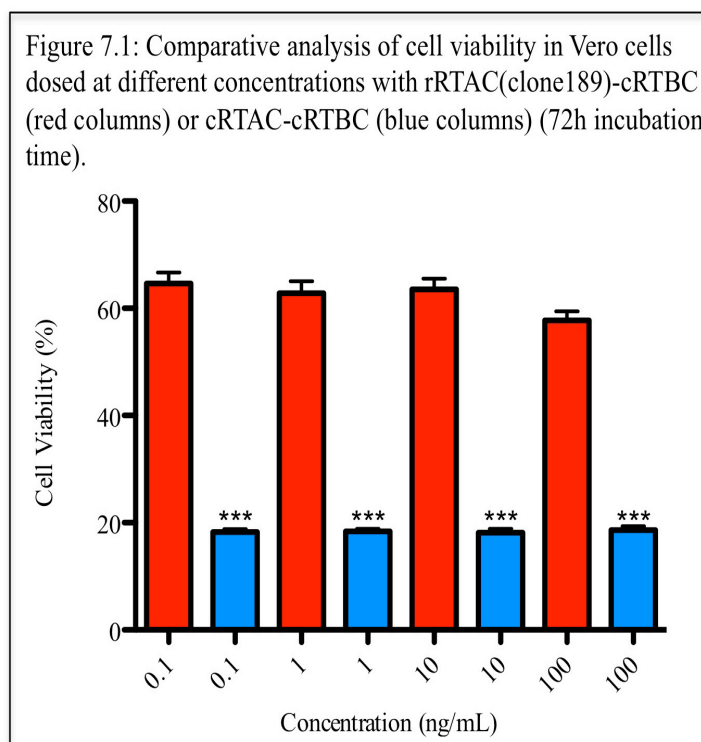 Figure 7.1: Comparative analysis of cell viability in Vero cells
dosed at different concentrations with rRTAC(clone189)-cRTBC
(red columns) or cRTAC-cRTBC (blue columns) (72h incubation
time).
80
60
40
20
0
Cell Viability (%)
*** *** *** ***
0.1 0.1 1 1 10 10 100 100
Concentration (ng/mL)